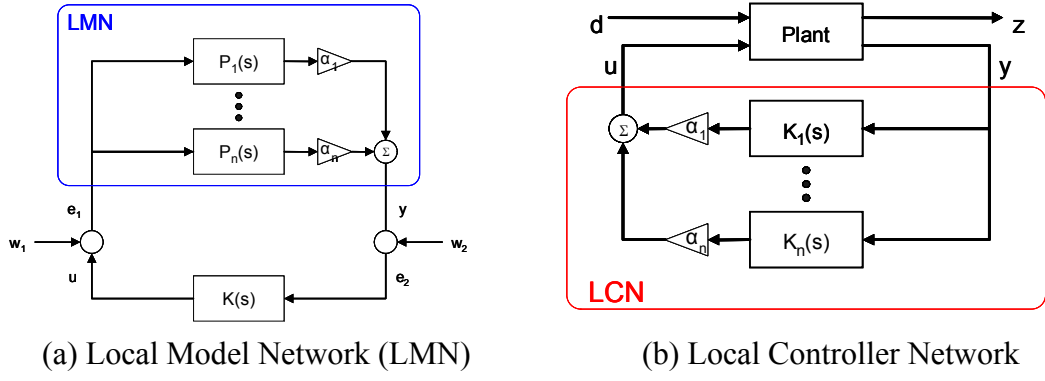 LMN
P₁(s)
α₁
Pₙ(s)
αₙ
Σ
e₁
y
w₁
w₂
u
e₂
K(s)
(a) Local Model Network (LMN)
d
Plant
z
u
y
Σ
α₁
K₁(s)
αₙ
Kₙ(s)
LCN
(b) Local Controller Network